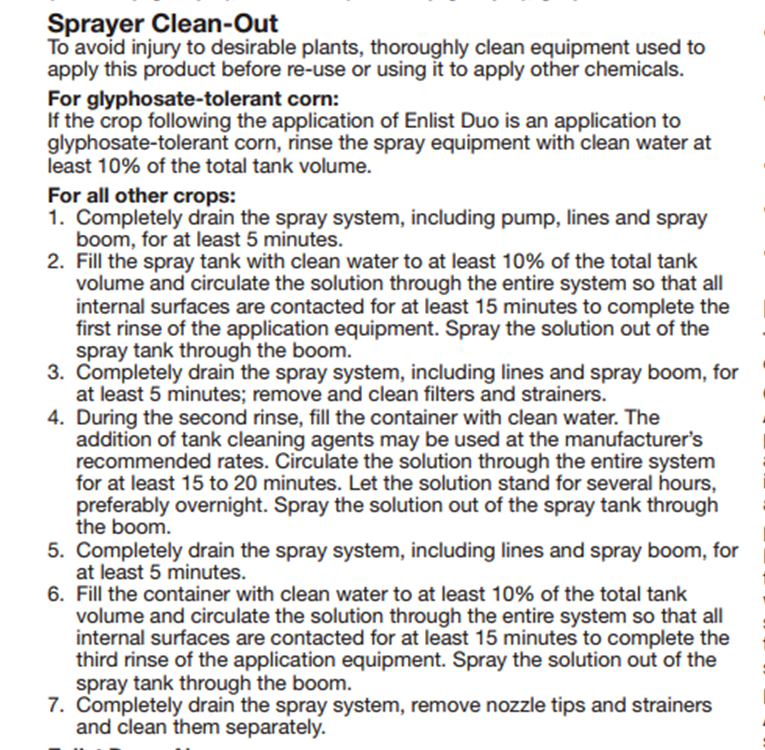 Sprayer Clean-Out
To avoid injury to desirable plants, thoroughly clean equipment used to
apply this product before re-use or using it to apply other chemicals.
For glyphosate-tolerant corn:
If the crop following the application of Enlist Duo is an application to
glyphosate-tolerant corn, rinse the spray equipment with clean water at
least 10% of the total tank volume.
For all other crops:
1. Completely drain the spray system, including pump, lines and spray
boom, for at least 5 minutes.
2. Fill the spray tank with clean water to at least 10% of the total tank
volume and circulate the solution through the entire system so that all
internal surfaces are contacted for at least 15 minutes to complete the
first rinse of the application equipment. Spray the solution out of the
spray tank through the boom.
3. Completely drain the spray system, including lines and spray boom, for
at least 5 minutes; remove and clean filters and strainers.
4. During the second rinse, fill the container with clean water. The
addition of tank cleaning agents may be used at the manufacturer's
recommended rates. Circulate the solution through the entire system
for at least 15 to 20 minutes. Let the solution stand for several hours,
preferably overnight. Spray the solution out of the spray tank through
the boom.
5. Completely drain the spray system, including lines and spray boom, for
at least 5 minutes.
6. Fill the container with clean water to at least 10% of the total tank
volume and circulate the solution through the entire system so that all
internal surfaces are contacted for at least 15 minutes to complete the
third rinse of the application equipment. Spray the solution out of the
spray tank through the boom.
7. Completely drain the spray system, remove nozzle tips and strainers
and clean them separately.